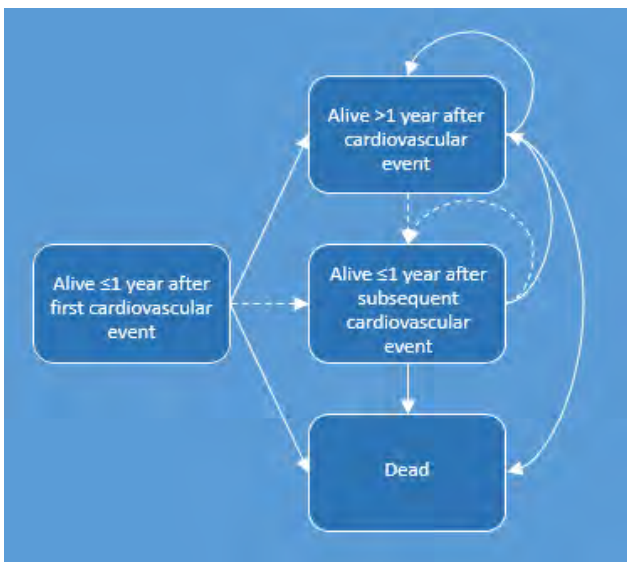 Alive >1 year after
cardiovascular
event
Alive ≤1 year after
first cardiovascular
event
Alive ≤1 year after
subsequent
cardiovascular
event
Dead